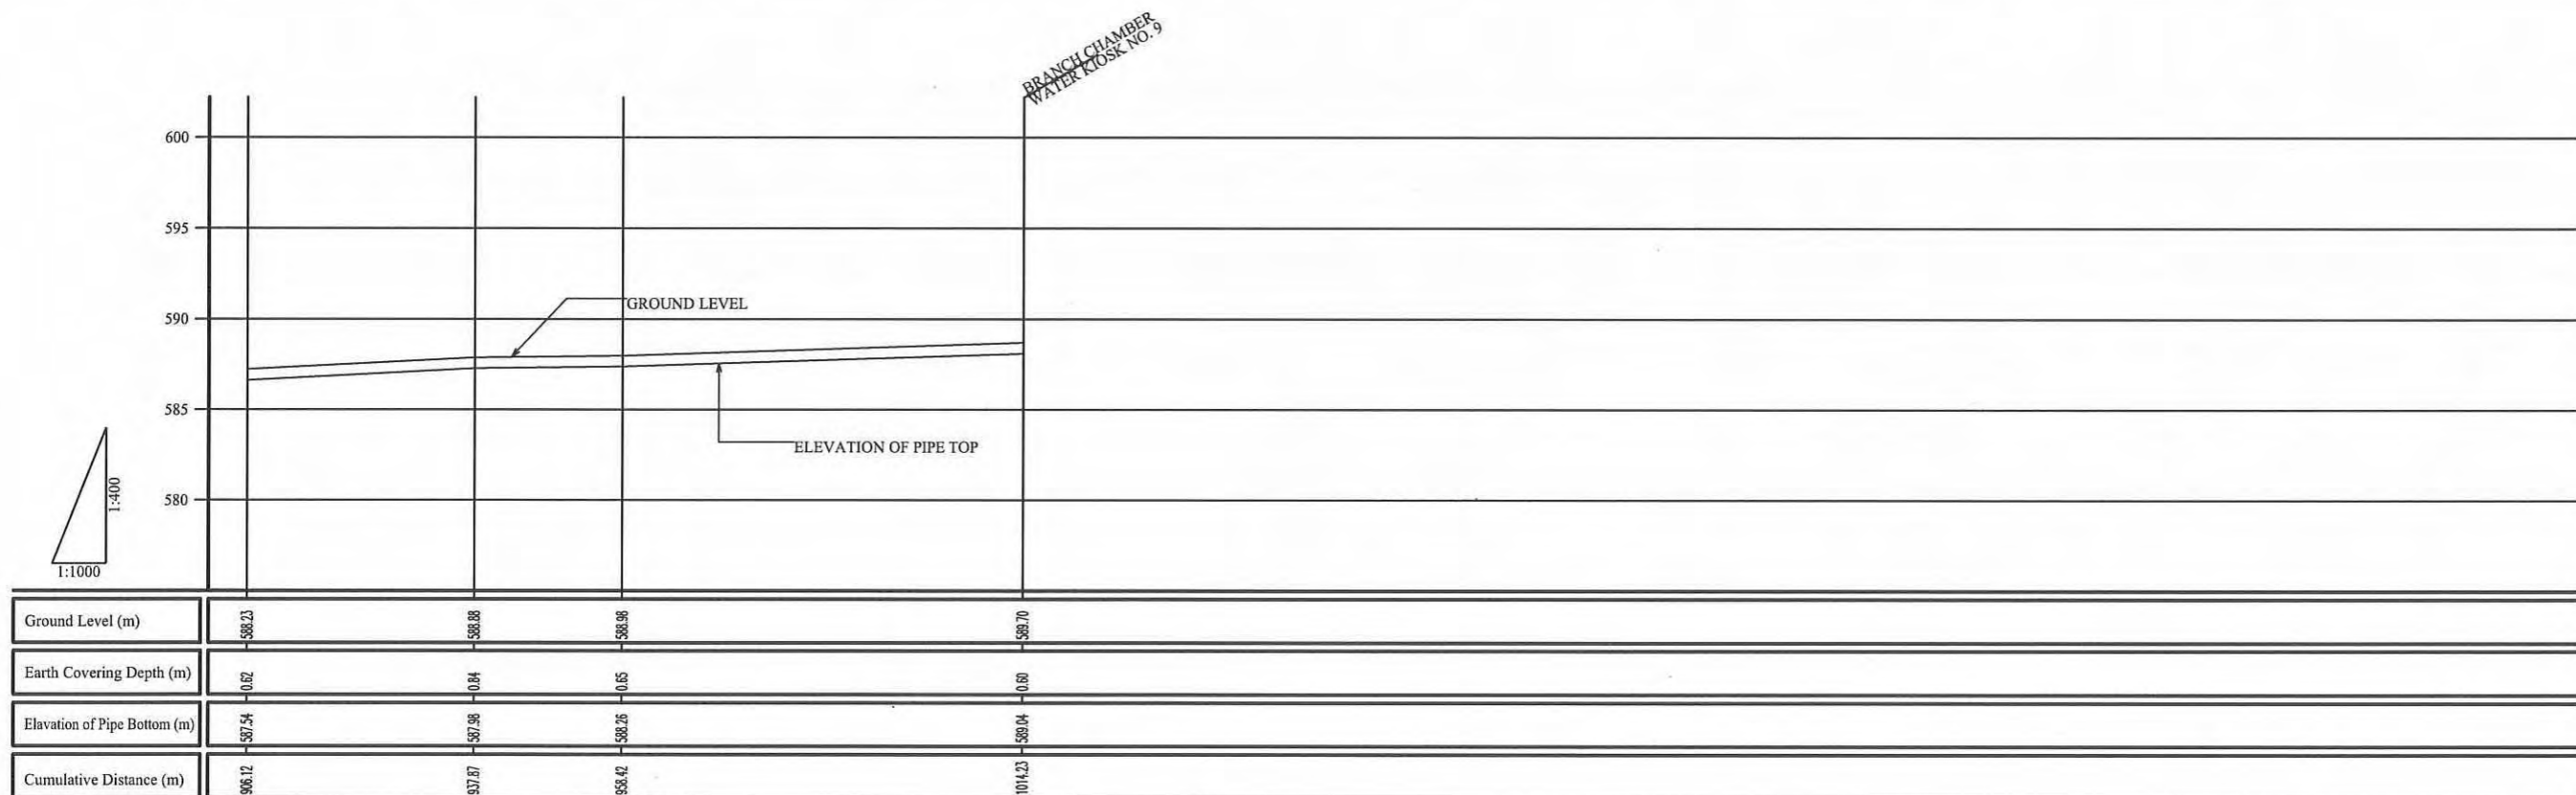 BRANCH CHAMBER
WATER KIOSK NO. 9
600
595
590
585
580
GROUND LEVEL
ELEVATION OF PIPE TOP
1:400
1:1000
Ground Level (m) 588.23 588.88 588.98 589.70
Earth Covering Depth (m) 0.62 0.84 0.65 0.60
Elavation of Pipe Bottom (m) 587.54 587.98 588.26 589.04
Cumulative Distance (m) 906.12 937.87 958.42 1014.23